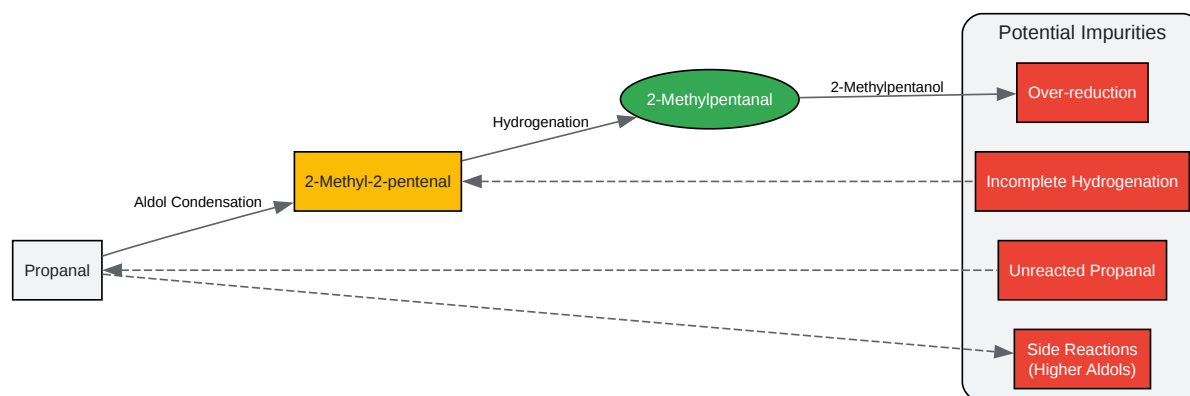 Potential Impurities
2-Methylpentanol
Over-reduction
2-Methylpentanal
Hydrogenation
2-Methyl-2-pentenal
Incomplete Hydrogenation
Aldol Condensation
Propanal
Unreacted Propanal
Side Reactions
(Higher Aldols)